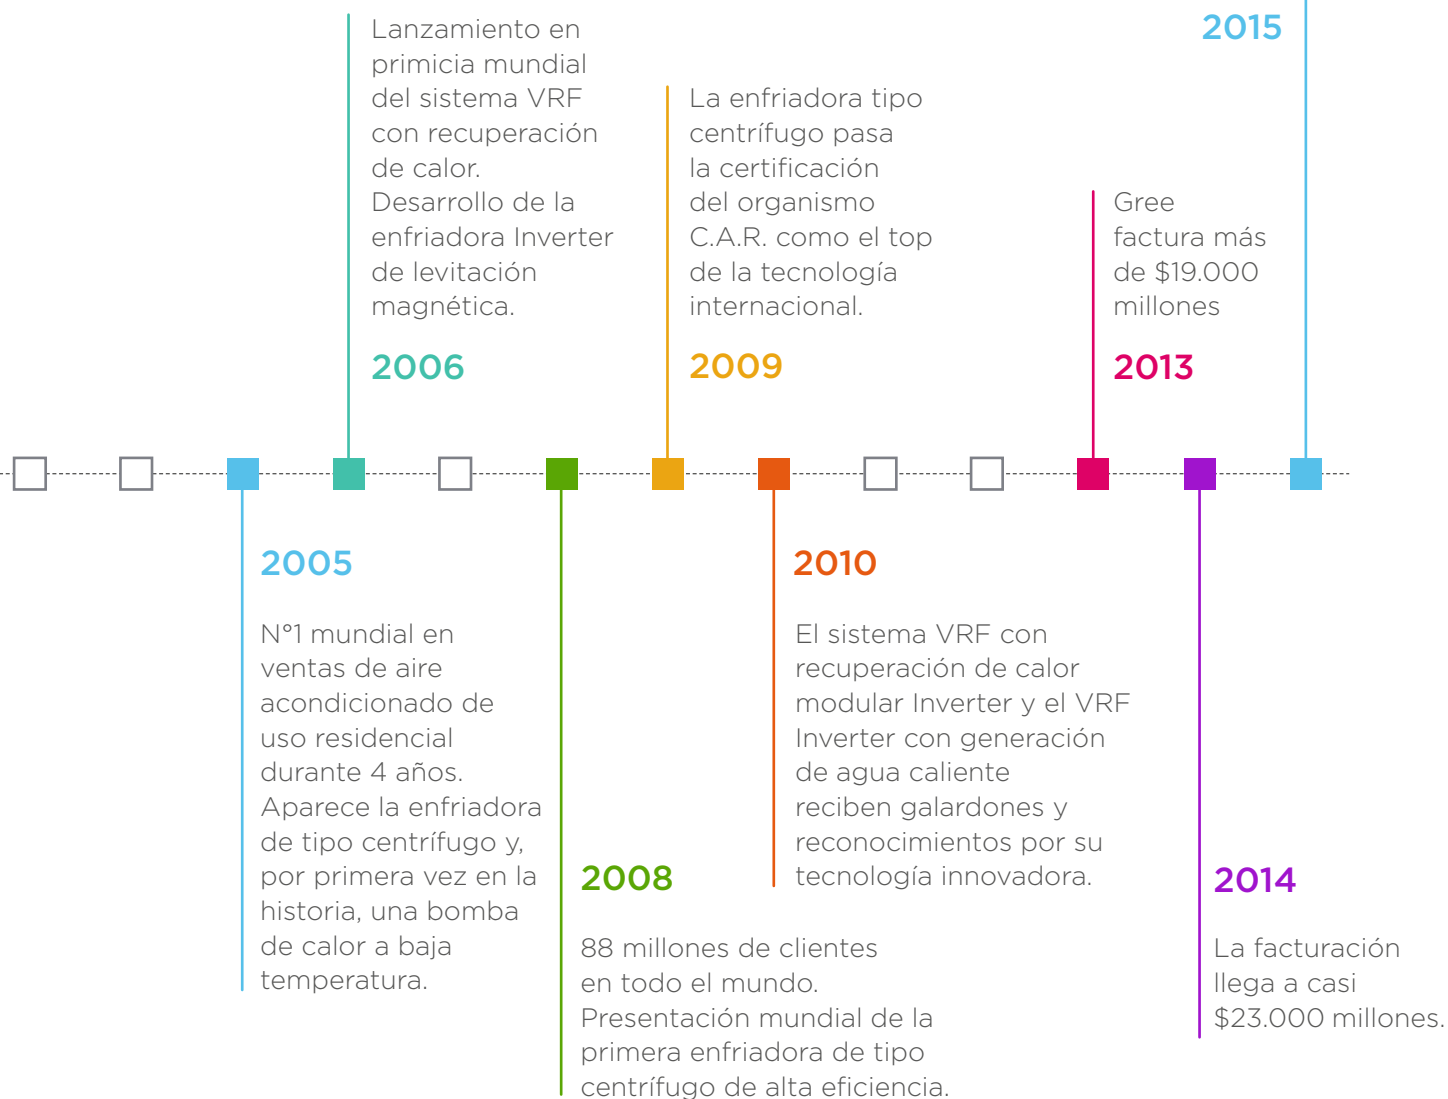 Lanzamiento en
primicia mundial
del sistema VRF
con recuperación
de calor.
Desarrollo de la
enfriadora Inverter
de levitación
magnética.
2006
La enfriadora tipo
centrífugo pasa
la certificación
del organismo
C.A.R. como el top
de la tecnología
internacional.
2009
Gree
factura más
de $19.000
millones
2013
2015
2005
N°1 mundial en
ventas de aire
acondicionado de
uso residencial
durante 4 años.
Aparece la enfriadora
de tipo centrífugo y,
por primera vez en la
historia, una bomba
de calor a baja
temperatura.
2008
88 millones de clientes
en todo el mundo.
Presentación mundial de la
primera enfriadora de tipo
centrífugo de alta eficiencia.
2010
El sistema VRF con
recuperación de calor
modular Inverter y el VRF
Inverter con generación
de agua caliente
reciben galardones y
reconocimientos por su
tecnología innovadora.
2014
La facturación
llega a casi
$23.000 millones.